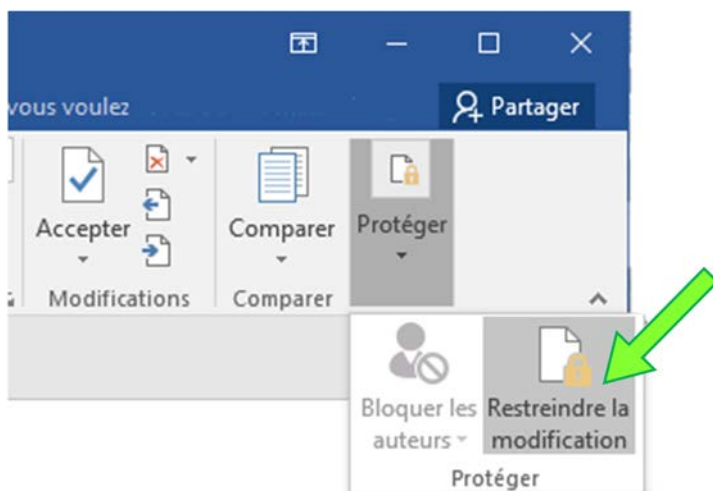 vous voulez
Partager
Accepter
Comparer
Protéger
Modifications
Comparer
Bloquer les
auteurs
Restreindre la
modification
Protéger